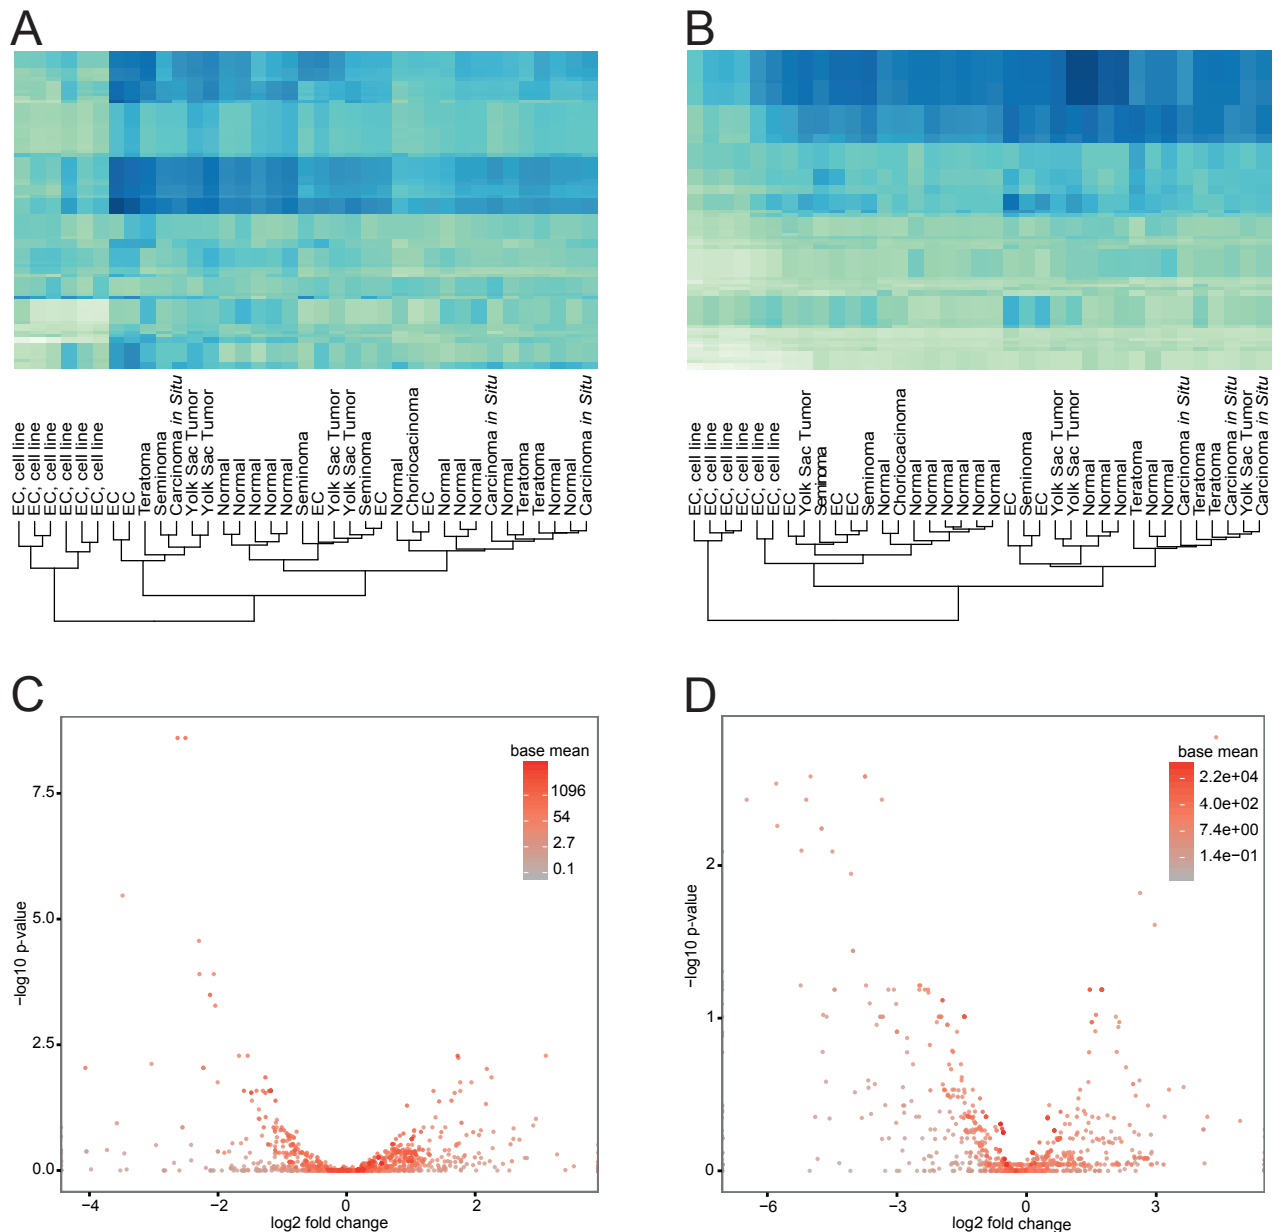 A
B
EC, cell line
EC, cell line
EC, cell line
EC, cell line
EC, cell line
EC, cell line
EC
EC
Teratoma
Seminoma
Carcinoma in Situ
Yolk Sac Tumor
Yolk Sac Tumor
Normal
Normal
Normal
Normal
Normal
Seminoma
EC
Yolk Sac Tumor
Yolk Sac Tumor
Seminoma
EC
Normal
Choriocacinoma
EC
Normal
Normal
Normal
Carcinoma in Situ
Normal
Teratoma
Teratoma
Normal
Normal
Carcinoma in Situ
EC, cell line
EC, cell line
EC, cell line
EC, cell line
EC, cell line
EC, cell line
EC
Yolk Sac Tumor
Seminoma
EC
EC
Seminoma
Normal
Choriocacinoma
Normal
Normal
Normal
Normal
Normal
Normal
EC
Seminoma
EC
Yolk Sac Tumor
Yolk Sac Tumor
Normal
Normal
Normal
Teratoma
Normal
Normal
Carcinoma in Situ
Teratoma
Teratoma
Carcinoma in Situ
Yolk Sac Tumor
Carcinoma in Situ
C
base mean
1096
54
2.7
0.1
7.5
5.0
2.5
0.0
−log10 p-value
−4
−2
0
2
log2 fold change
D
base mean
2.2e+04
4.0e+02
7.4e+00
1.4e−01
2
1
0
−log10 p-value
−6
−3
0
3
log2 fold change